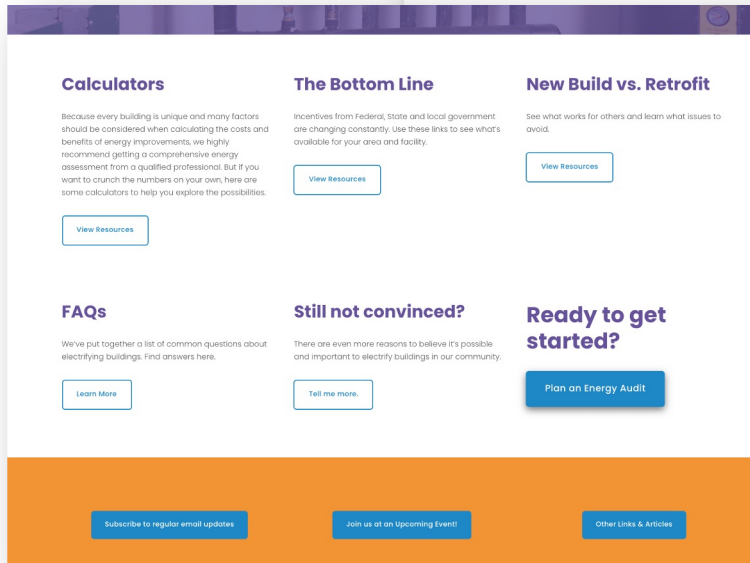 Calculators
Because every building is unique and many factors
should be considered when calculating the costs and
benefits of energy improvements, we highly
recommend getting a comprehensive energy
assessment from a qualified professional. But if you
want to crunch the numbers on your own, here are
some calculators to help you explore the possibilities.
View Resources
The Bottom Line
Incentives from Federal, State and local government
are changing constantly. Use these links to see what's
available for your area and facility.
View Resources
New Build vs. Retrofit
See what works for others and learn what issues to
avoid.
View Resources
FAQs
We've put together a list of common questions about
electrifying buildings. Find answers here.
Learn More
Still not convinced?
There are even more reasons to believe it's possible
and important to electrify buildings in our community.
Tell me more.
Ready to get
started?
Plan an Energy Audit
Subscribe to regular email updates
Join us at an Upcoming Event!
Other Links & Articles